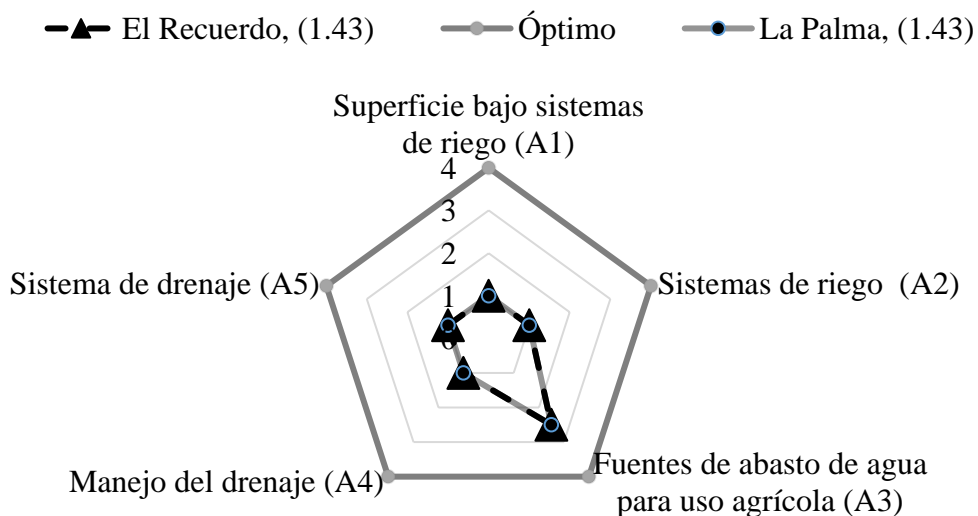 El Recuerdo, (1.43) Óptimo La Palma, (1.43)
Superficie bajo sistemas
de riego (A1)
4
3
2
1
0
Sistema de drenaje (A5)
Sistemas de riego (A2)
Manejo del drenaje (A4)
Fuentes de abasto de agua
para uso agrícola (A3)